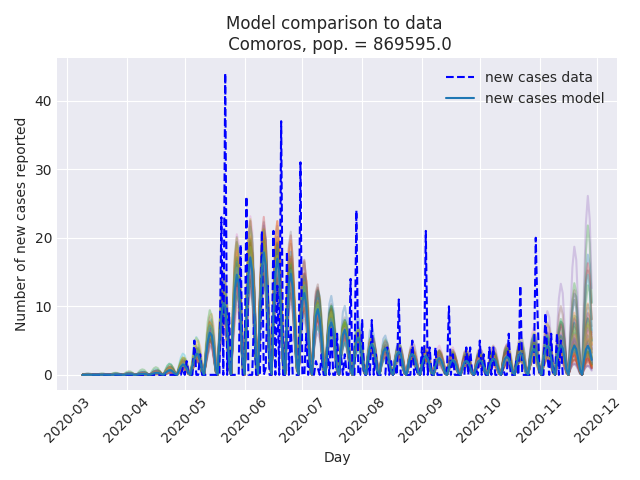 Model comparison to data
Comoros, pop. = 869595.0
new cases data
new cases model
Number of new cases reported
40
30
20
10
0
2020-03
2020-04
2020-05
2020-06
2020-07
2020-08
2020-09
2020-10
2020-11
2020-12
Day